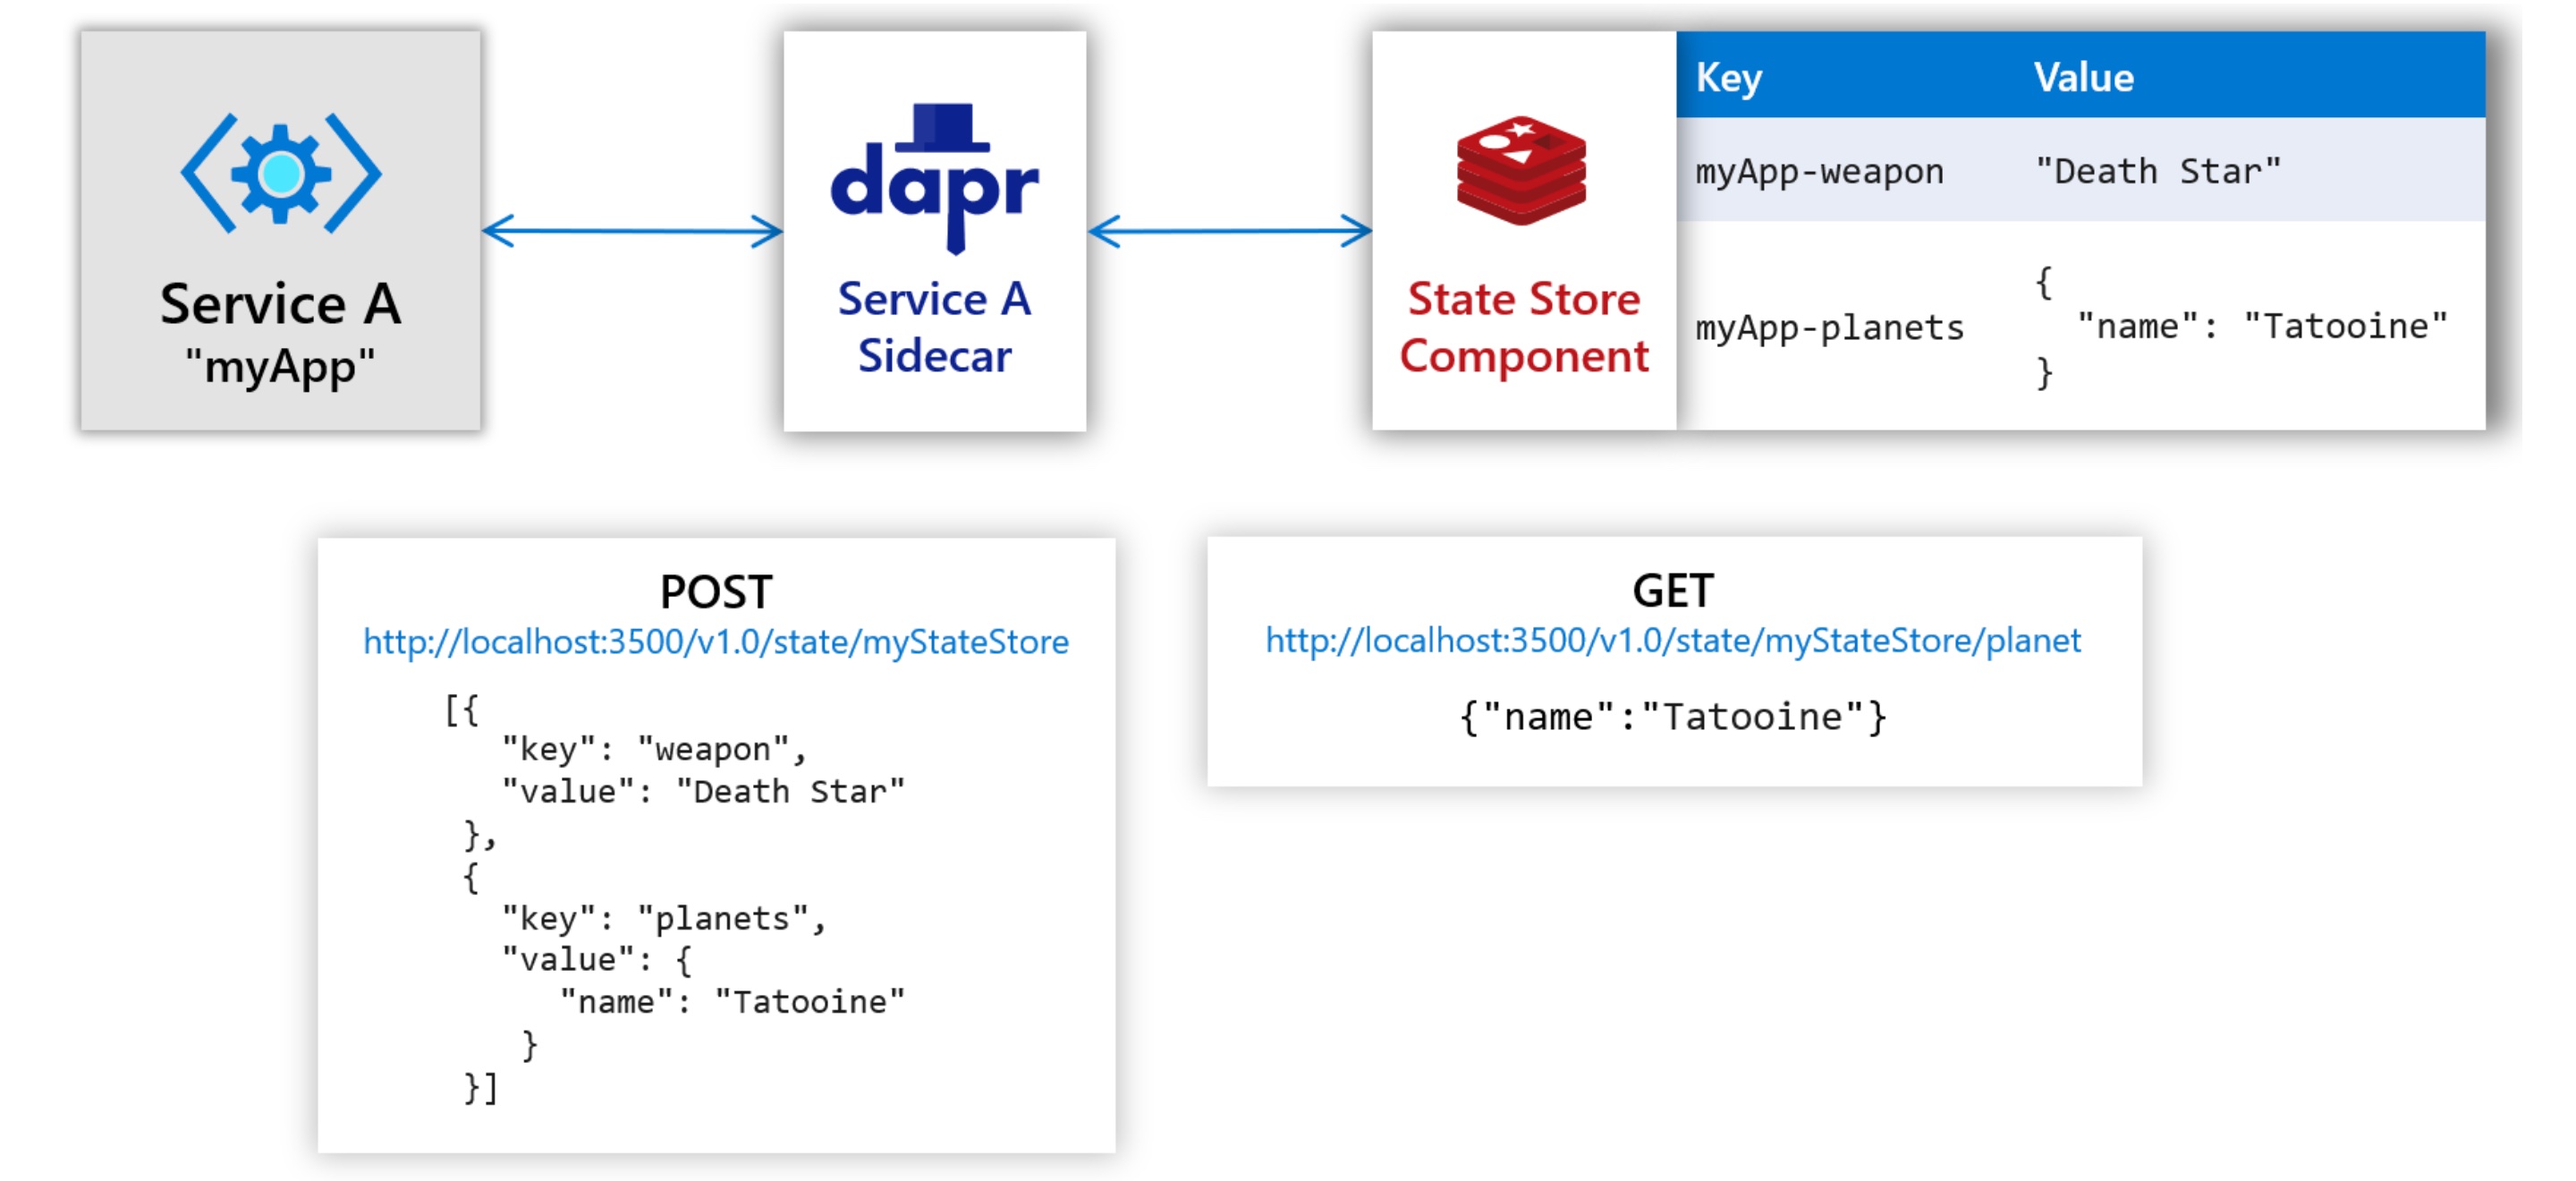 Service A
"myApp"
dapr
Service A
Sidecar
State Store
Component
Key Value
myApp-weapon "Death Star"
{
myApp-planets "name": "Tatooine"
}
POST
http://localhost:3500/v1.0/state/myStateStore
[{
"key": "weapon",
"value": "Death Star"
},
{
"key": "planets",
"value": {
"name": "Tatooine"
}
}]
GET
http://localhost:3500/v1.0/state/myStateStore/planet
{"name":"Tatooine"}